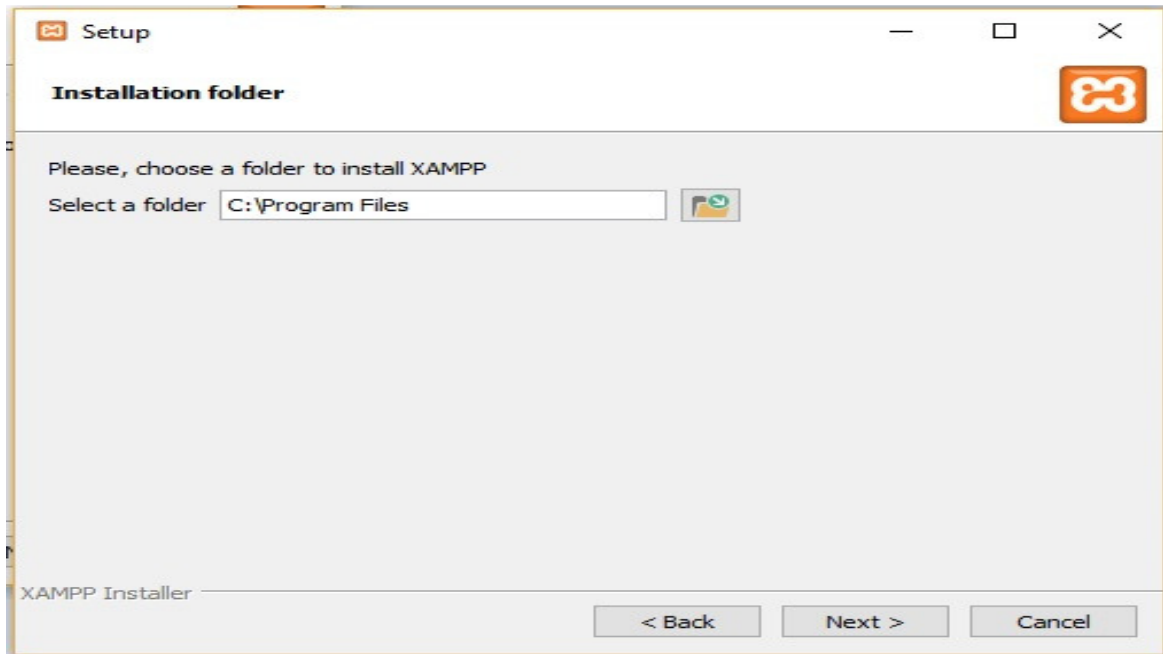 Setup
Installation folder
Please, choose a folder to install XAMPP
Select a folder C:\Program Files
XAMPP Installer
< Back Next > Cancel